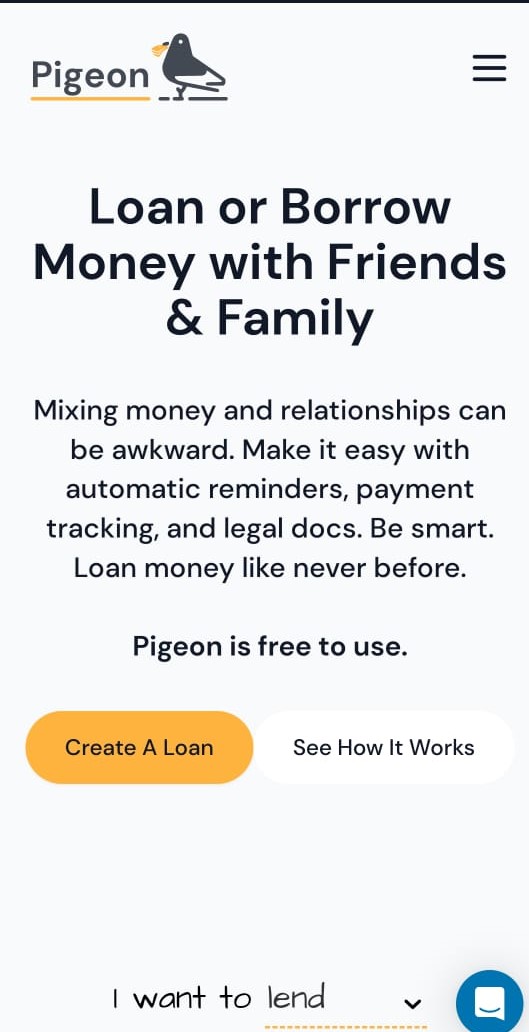 Pigeon
Loan or Borrow
Money with Friends
& Family
Mixing money and relationships can
be awkward. Make it easy with
automatic reminders, payment
tracking, and legal docs. Be smart.
Loan money like never before.
Pigeon is free to use.
Create A Loan
See How It Works
I want to lend